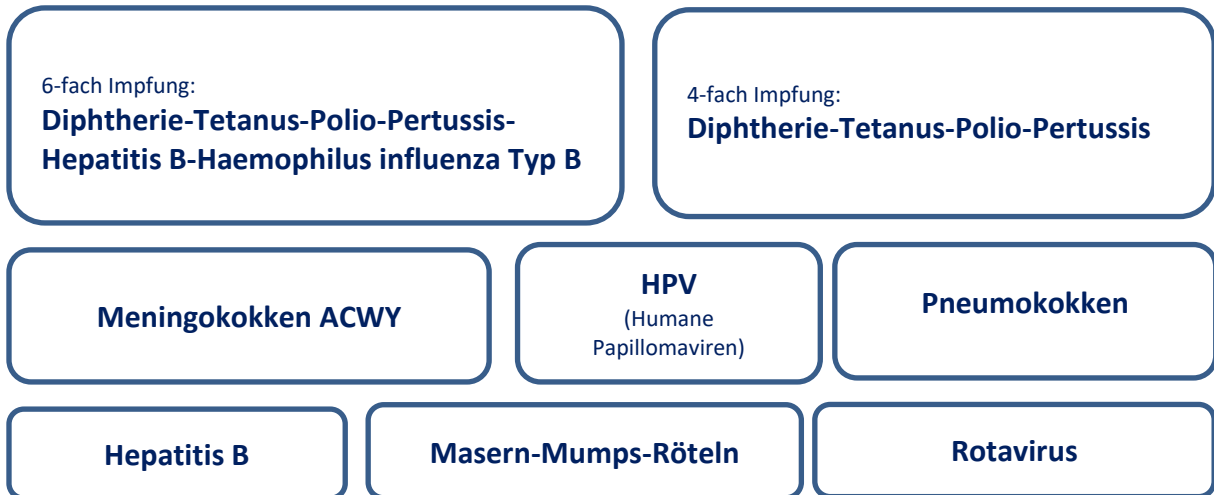 6-fach Impfung:
Diphtherie-Tetanus-Polio-Pertussis-
Hepatitis B-Haemophilus influenza Typ B
4-fach Impfung:
Diphtherie-Tetanus-Polio-Pertussis
Meningokokken ACWY
HPV
(Humane
Papillomaviren)
Pneumokokken
Hepatitis B
Masern-Mumps-Röteln
Rotavirus